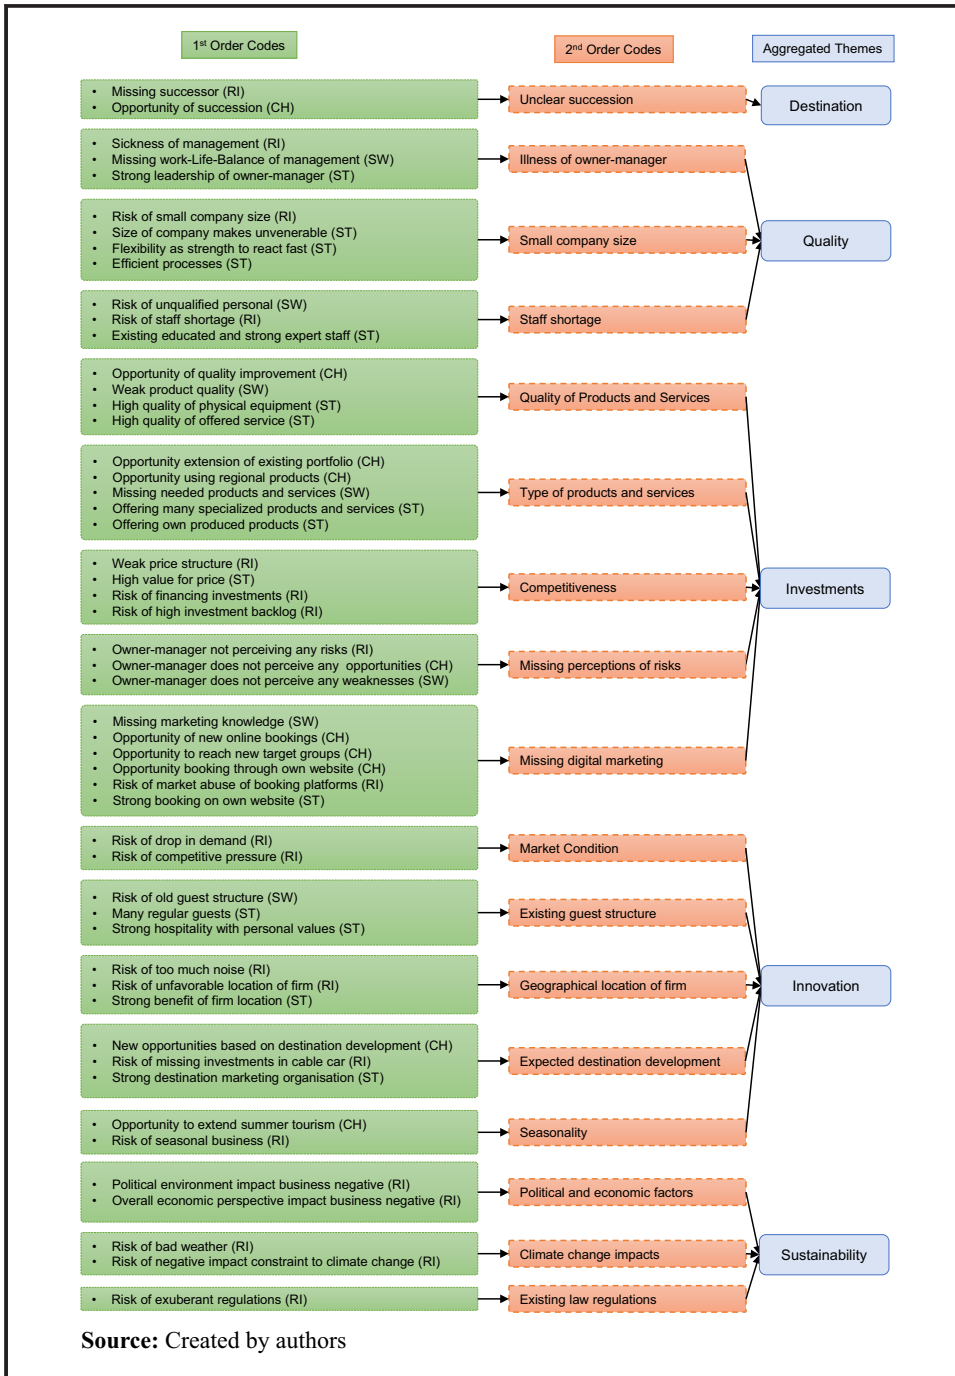 1st Order Codes
2nd Order Codes
Aggregated Themes
• Missing successor (RI)
• Opportunity of succession (CH)
Unclear succession
Destination
• Sickness of management (RI)
• Missing work-Life-Balance of management (SW)
• Strong leadership of owner-manager (ST)
Illness of owner-manager
• Risk of small company size (RI)
• Size of company makes unvenerable (ST)
• Flexibility as strength to react fast (ST)
• Efficient processes (ST)
Small company size
Quality
• Risk of unqualified personal (SW)
• Risk of staff shortage (RI)
• Existing educated and strong expert staff (ST)
Staff shortage
• Opportunity of quality improvement (CH)
• Weak product quality (SW)
• High quality of physical equipment (ST)
• High quality of offered service (ST)
Quality of Products and Services
• Opportunity extension of existing portfolio (CH)
• Opportunity using regional products (CH)
• Missing needed products and services (SW)
• Offering many specialized products and services (ST)
• Offering own produced products (ST)
Type of products and services
• Weak price structure (RI)
• High value for price (ST)
• Risk of financing investments (RI)
• Risk of high investment backlog (RI)
Competitiveness
Investments
• Owner-manager not perceiving any risks (RI)
• Owner-manager does not perceive any opportunities (CH)
• Owner-manager does not perceive any weaknesses (SW)
Missing perceptions of risks
• Missing marketing knowledge (SW)
• Opportunity of new online bookings (CH)
• Opportunity to reach new target groups (CH)
• Opportunity booking through own website (CH)
• Risk of market abuse of booking platforms (RI)
• Strong booking on own website (ST)
Missing digital marketing
• Risk of drop in demand (RI)
• Risk of competitive pressure (RI)
Market Condition
• Risk of old guest structure (SW)
• Many regular guests (ST)
• Strong hospitality with personal values (ST)
Existing guest structure
• Risk of too much noise (RI)
• Risk of unfavorable location of firm (RI)
• Strong benefit of firm location (ST)
Geographical location of firm
Innovation
• New opportunities based on destination development (CH)
• Risk of missing investments in cable car (RI)
• Strong destination marketing organisation (ST)
Expected destination development
• Opportunity to extend summer tourism (CH)
• Risk of seasonal business (RI)
Seasonality
• Political environment impact business negative (RI)
• Overall economic perspective impact business negative (RI)
Political and economic factors
• Risk of bad weather (RI)
• Risk of negative impact constraint to climate change (RI)
Climate change impacts
Sustainability
• Risk of exuberant regulations (RI)
Existing law regulations
Source: Created by authors